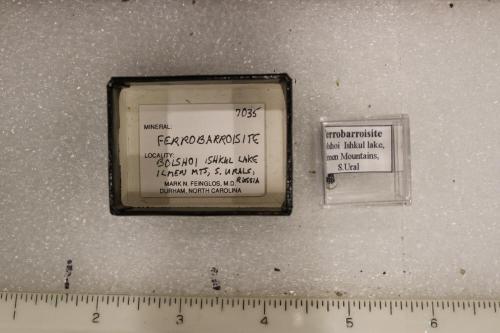 7035
MINERAL:
FERROBARROISITE
LOCALITY:
BOLSHOI ISHKUL LAKE
ILMEN MTS, S. URALS,
RUSSIA
MARK N. FEINGLOS, M.D.
DURHAM, NORTH CAROLINA
errobarroisite
lshoi Ishkul lake,
men Mountains,
S.Ural
1 2 3 4 5 6